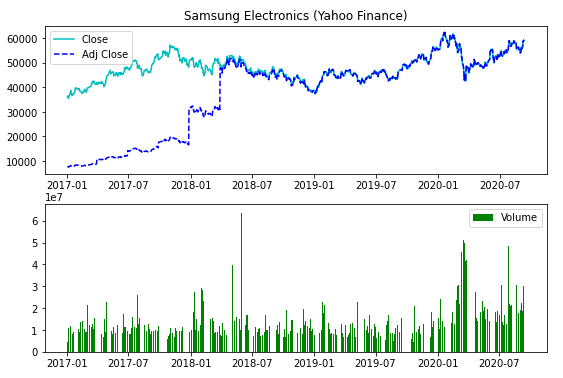 Samsung Electronics (Yahoo Finance)
Close
Adj Close
60000
50000
40000
30000
20000
10000
2017-01 2017-07 2018-01 2018-07 2019-01 2019-07 2020-01 2020-07
1e7
Volume
6
5
4
3
2
1
0
2017-01 2017-07 2018-01 2018-07 2019-01 2019-07 2020-01 2020-07